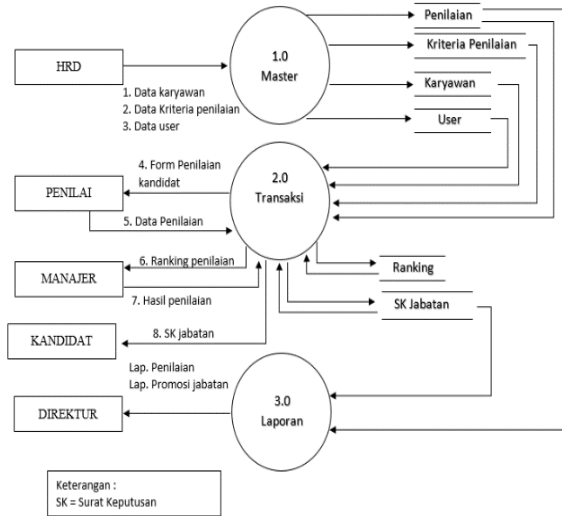 Penilaian
1.0
Master
Kriteria Penilaian
HRD
Karyawan
1. Data karyawan
2. Data Kriteria penilaian
3. Data user
User
4. Form Penilaian
kandidat
2.0
Transaksi
PENILAI
5. Data Penilaian
6. Ranking penilaian
Ranking
MANAJER
7. Hasil penilaian
SK Jabatan
8. SK jabatan
KANDIDAT
Lap. Penilaian
Lap. Promosi jabatan
3.0
Laporan
DIREKTUR
Keterangan :
SK = Surat Keputusan